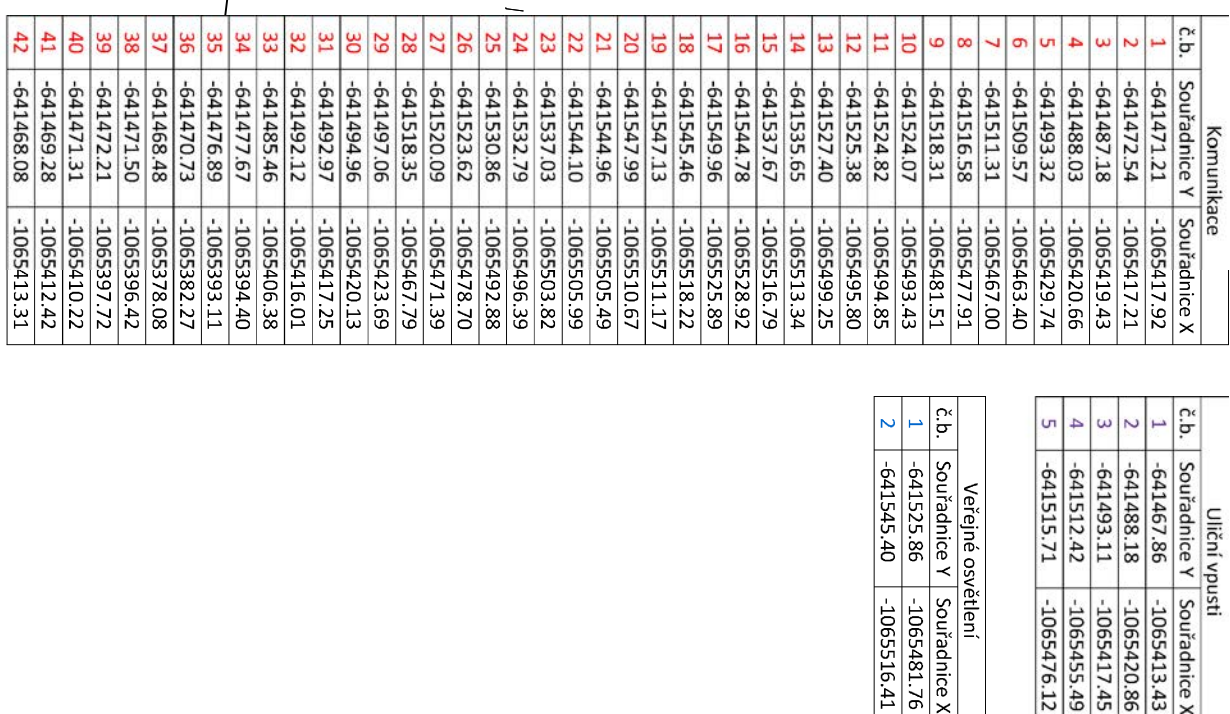 Komunikace
č.b. Souřadnice Y Souřadnice X
1 -641471.21 -1065417.92
2 -641472.54 -1065417.21
3 -641487.18 -1065419.43
4 -641488.03 -1065420.66
5 -641493.32 -1065429.74
6 -641509.57 -1065463.40
7 -641511.31 -1065467.00
8 -641516.58 -1065477.91
9 -641518.31 -1065481.51
10 -641524.07 -1065493.43
11 -641524.82 -1065494.85
12 -641525.38 -1065495.80
13 -641527.40 -1065499.25
14 -641535.65 -1065513.34
15 -641537.67 -1065516.79
16 -641544.78 -1065528.92
17 -641549.96 -1065525.89
18 -641545.46 -1065518.22
19 -641547.13 -1065511.17
20 -641547.99 -1065510.67
21 -641544.96 -1065505.49
22 -641544.10 -1065505.99
23 -641537.03 -1065503.82
24 -641532.79 -1065496.39
25 -641530.86 -1065492.88
26 -641523.62 -1065478.70
27 -641520.09 -1065471.39
28 -641518.35 -1065467.79
29 -641497.06 -1065423.69
30 -641494.96 -1065420.13
31 -641492.97 -1065417.25
32 -641492.12 -1065416.01
33 -641485.46 -1065406.38
34 -641477.67 -1065394.40
35 -641476.89 -1065393.11
36 -641470.73 -1065382.27
37 -641468.48 -1065378.08
38 -641471.50 -1065396.42
39 -641472.21 -1065397.72
40 -641471.31 -1065410.22
41 -641469.28 -1065412.42
42 -641468.08 -1065413.31
Uliční vpusti
č.b. Souřadnice Y Souřadnice X
1 -641467.86 -1065413.43
2 -641488.18 -1065420.86
3 -641493.11 -1065417.45
4 -641512.42 -1065455.49
5 -641515.71 -1065476.12
Veřejné osvětlení
č.b. Souřadnice Y Souřadnice X
1 -641525.86 -1065481.76
2 -641545.40 -1065516.41